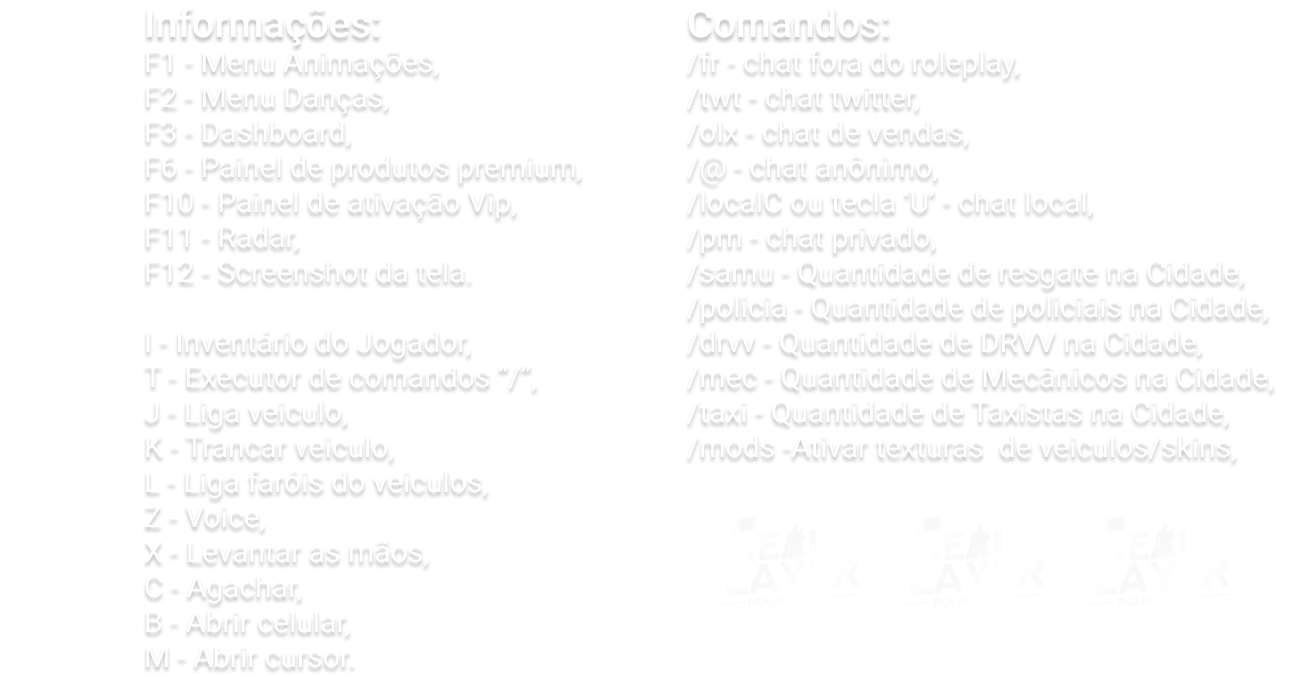 Informações:
F1 - Menu Animações,
F2 - Menu Danças,
F3 - Dashboard,
F6 - Painel de produtos premium,
F10 - Painel de ativação Vip,
F11 - Radar,
F12 - Screenshot da tela.
I - Inventário do Jogador,
T - Executor de comandos “/”,
J - Liga veiculo,
K - Trancar veiculo,
L - Liga faróis do veiculos,
Z - Voice,
X - Levantar as mãos,
C - Agachar,
B - Abrir celular,
M - Abrir cursor.
Comandos:
/fr - chat fora do roleplay,
/twt - chat twitter,
/olx - chat de vendas,
/@ - chat anônimo,
/localC ou tecla ‘U’ - chat local,
/pm - chat privado,
/samu - Quantidade de resgate na Cidade,
/policia - Quantidade de policiais na Cidade,
/drvv - Quantidade de DRVV na Cidade,
/mec - Quantidade de Mecânicos na Cidade,
/taxi - Quantidade de Taxistas na Cidade,
/mods -Ativar texturas  de veiculos/skins,